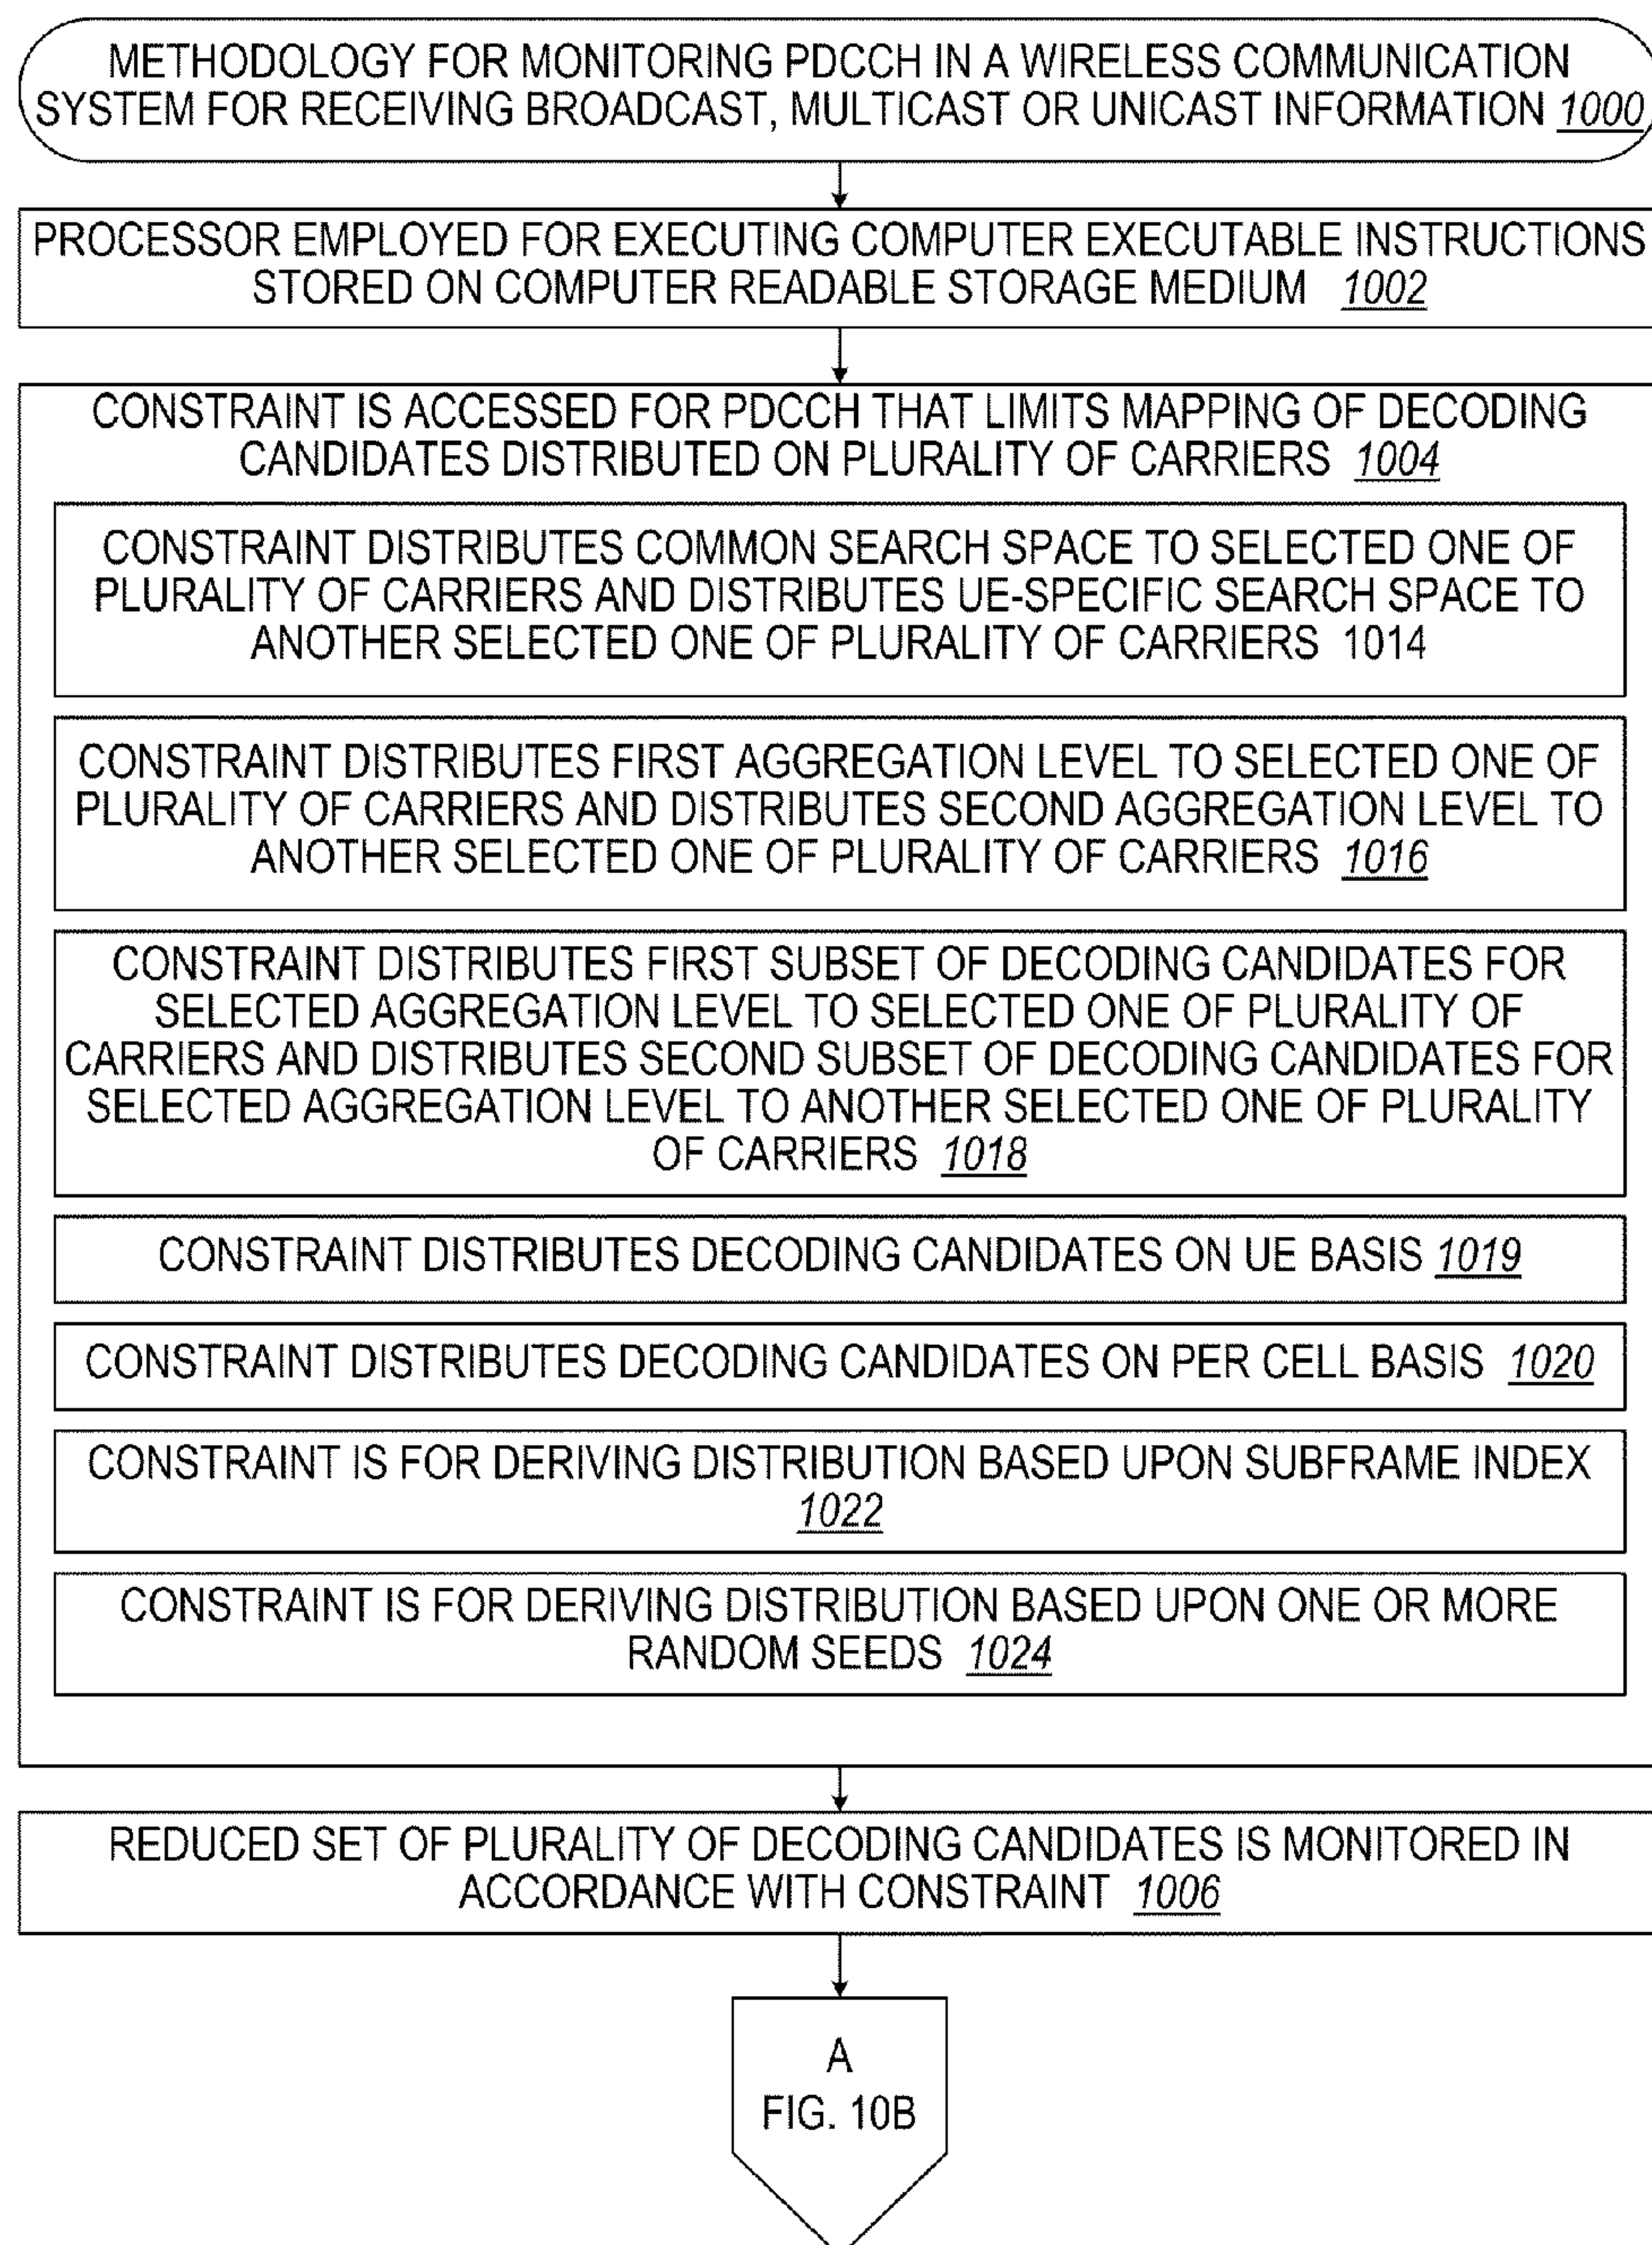 METHODOLOGY FOR MONITORING PDCCH IN A WIRELESS COMMUNICATION
SYSTEM FOR RECEIVING BROADCAST, MULTICAST OR UNICAST INFORMATION 1000
PROCESSOR EMPLOYED FOR EXECUTING COMPUTER EXECUTABLE INSTRUCTIONS
STORED ON COMPUTER READABLE STORAGE MEDIUM 1002
CONSTRAINT IS ACCESSED FOR PDCCH THAT LIMITS MAPPING OF DECODING
CANDIDATES DISTRIBUTED ON PLURALITY OF CARRIERS 1004
CONSTRAINT DISTRIBUTES COMMON SEARCH SPACE TO SELECTED ONE OF
PLURALITY OF CARRIERS AND DISTRIBUTES UE-SPECIFIC SEARCH SPACE TO
ANOTHER SELECTED ONE OF PLURALITY OF CARRIERS 1014
CONSTRAINT DISTRIBUTES FIRST AGGREGATION LEVEL TO SELECTED ONE OF
PLURALITY OF CARRIERS AND DISTRIBUTES SECOND AGGREGATION LEVEL TO
ANOTHER SELECTED ONE OF PLURALITY OF CARRIERS 1016
CONSTRAINT DISTRIBUTES FIRST SUBSET OF DECODING CANDIDATES FOR
SELECTED AGGREGATION LEVEL TO SELECTED ONE OF PLURALITY OF
CARRIERS AND DISTRIBUTES SECOND SUBSET OF DECODING CANDIDATES FOR
SELECTED AGGREGATION LEVEL TO ANOTHER SELECTED ONE OF PLURALITY
OF CARRIERS 1018
CONSTRAINT DISTRIBUTES DECODING CANDIDATES ON UE BASIS 1019
CONSTRAINT DISTRIBUTES DECODING CANDIDATES ON PER CELL BASIS 1020
CONSTRAINT IS FOR DERIVING DISTRIBUTION BASED UPON SUBFRAME INDEX
1022
CONSTRAINT IS FOR DERIVING DISTRIBUTION BASED UPON ONE OR MORE
RANDOM SEEDS 1024
REDUCED SET OF PLURALITY OF DECODING CANDIDATES IS MONITORED IN
ACCORDANCE WITH CONSTRAINT 1006
A
FIG. 10B